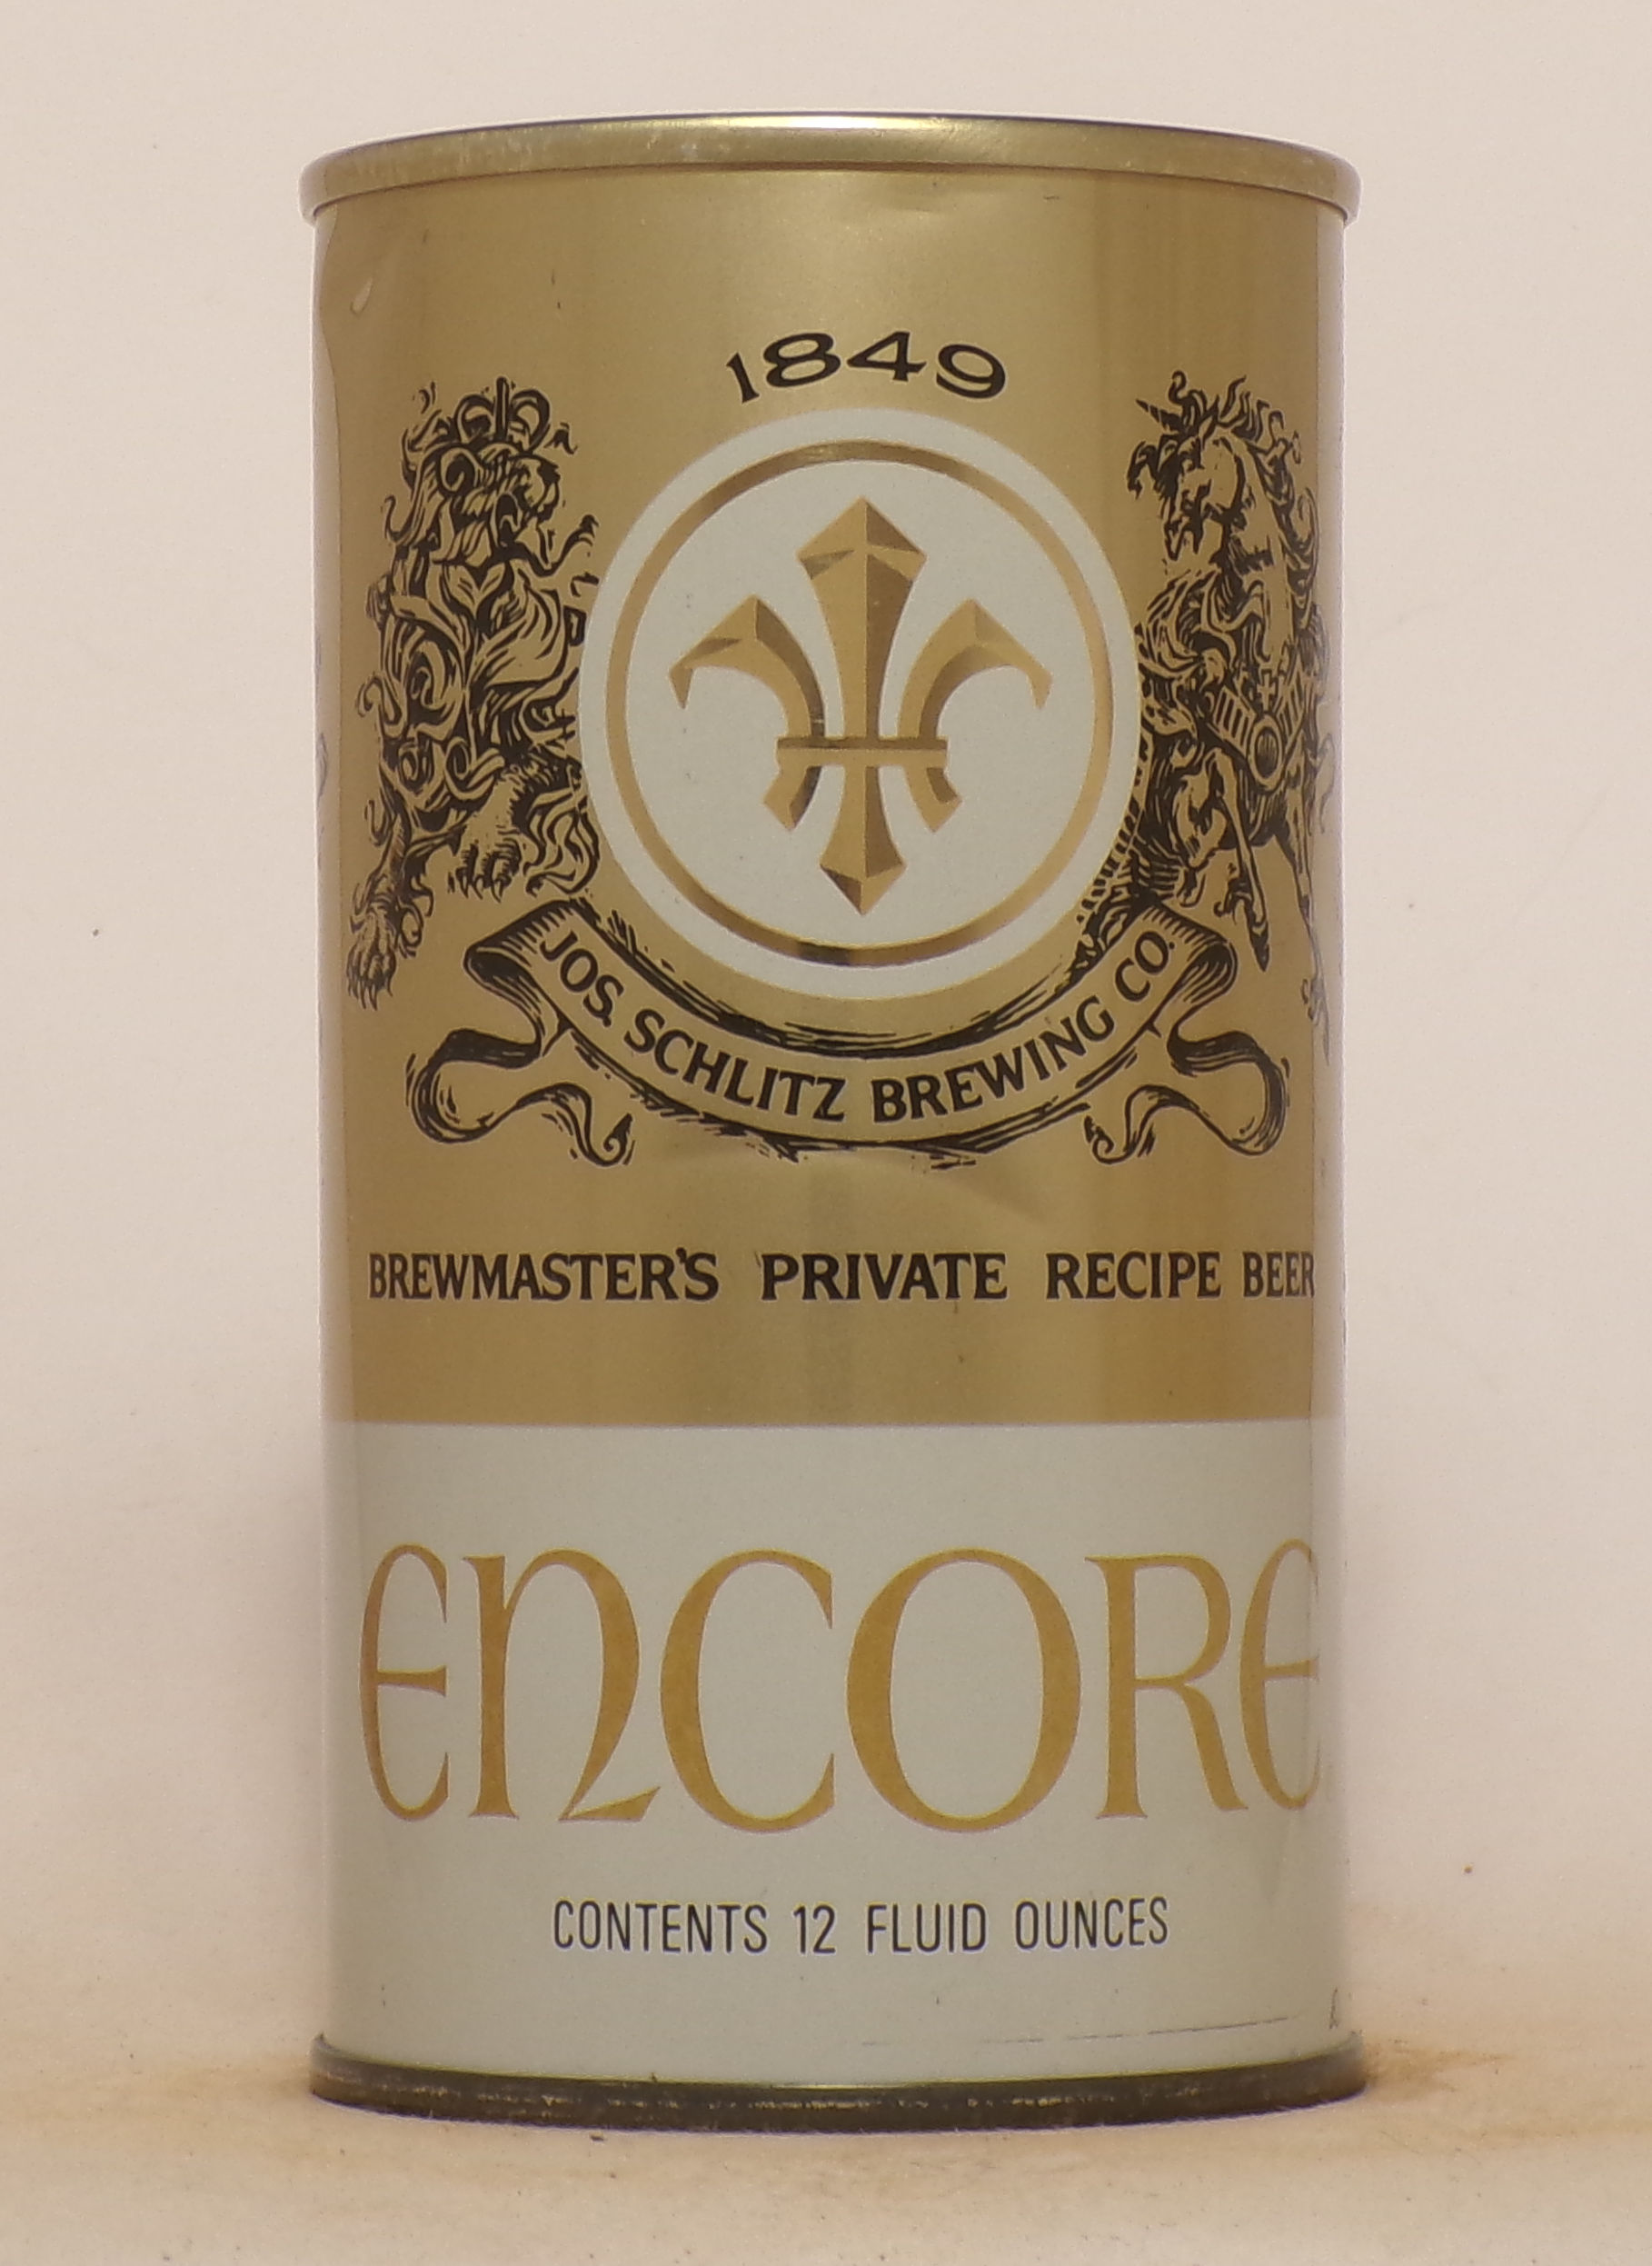 1849
JOS. SCHLITZ BREWING CO.
BREWMASTER'S PRIVATE RECIPE BEER
ENCORE
CONTENTS 12 FLUID OUNCES